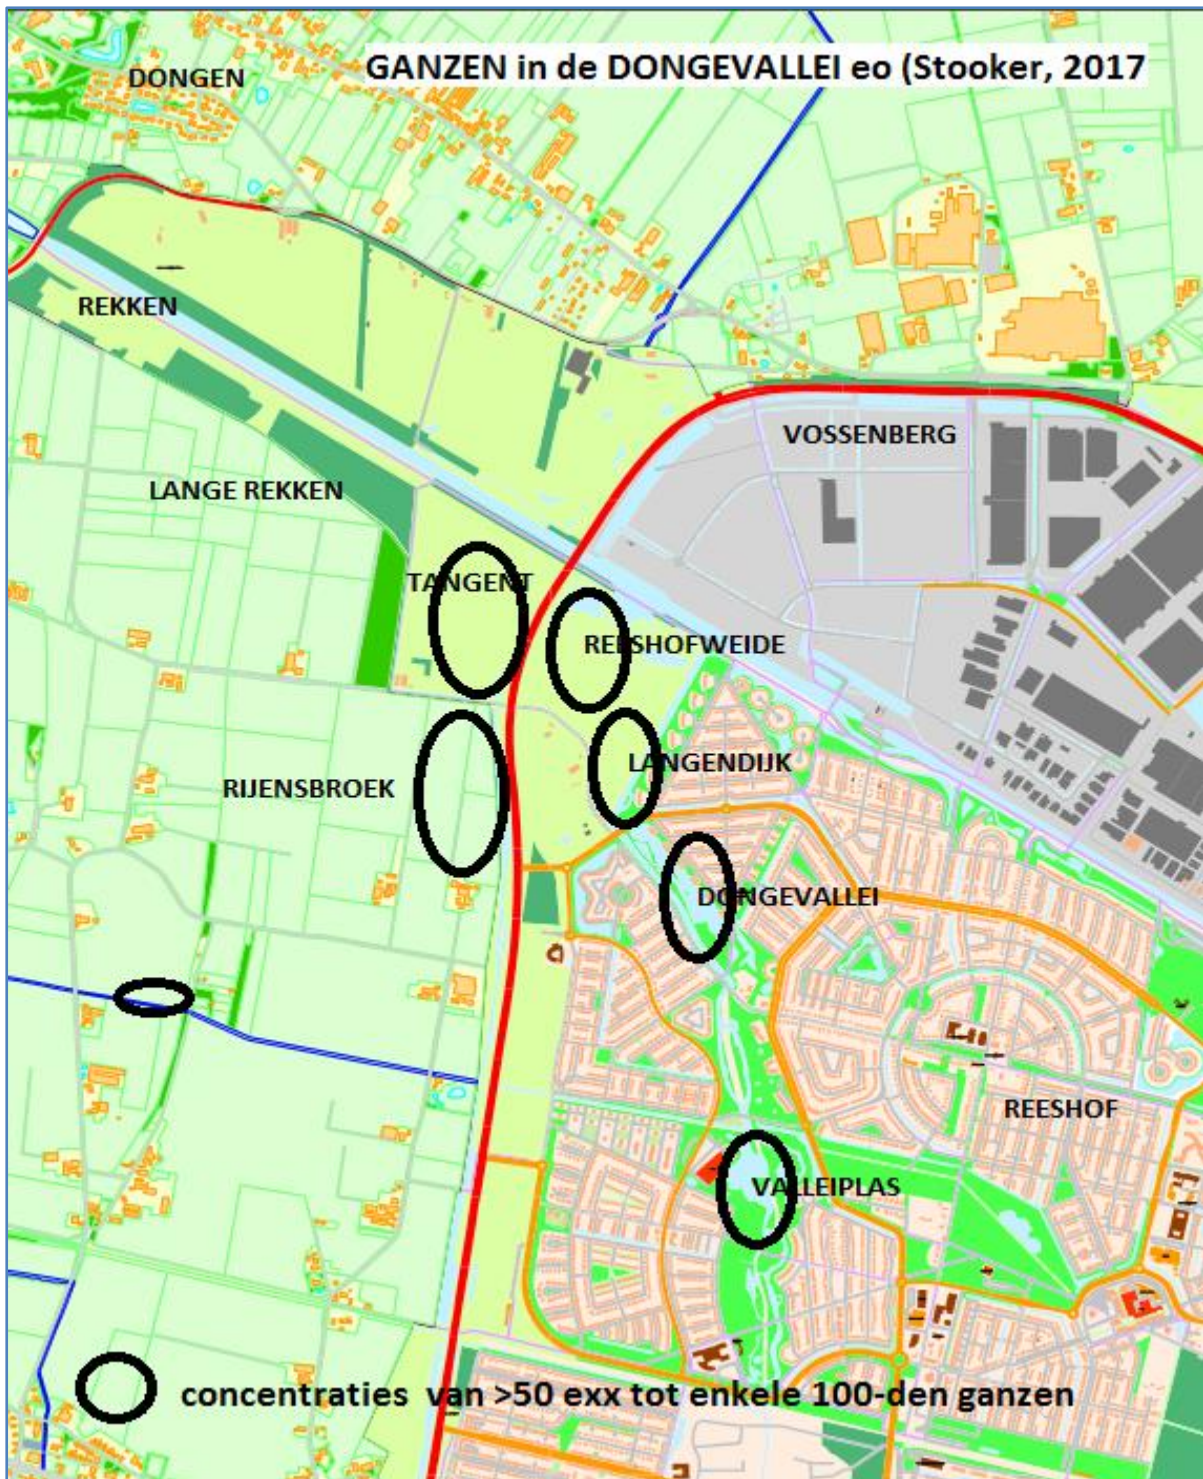 DONGEN
GANZEN in de DONGEVALLEI eo (Stooker, 2017
REKKEN
VOSSENBERG
LANGE REKKEN
TANGENT
REESHOFWEIDE
LANGENDIJK
RIJENSBROEK
DONGEVALLEI
REESHOF
VALLEIPLAS
concentraties van >50 exx tot enkele 100-den ganzen